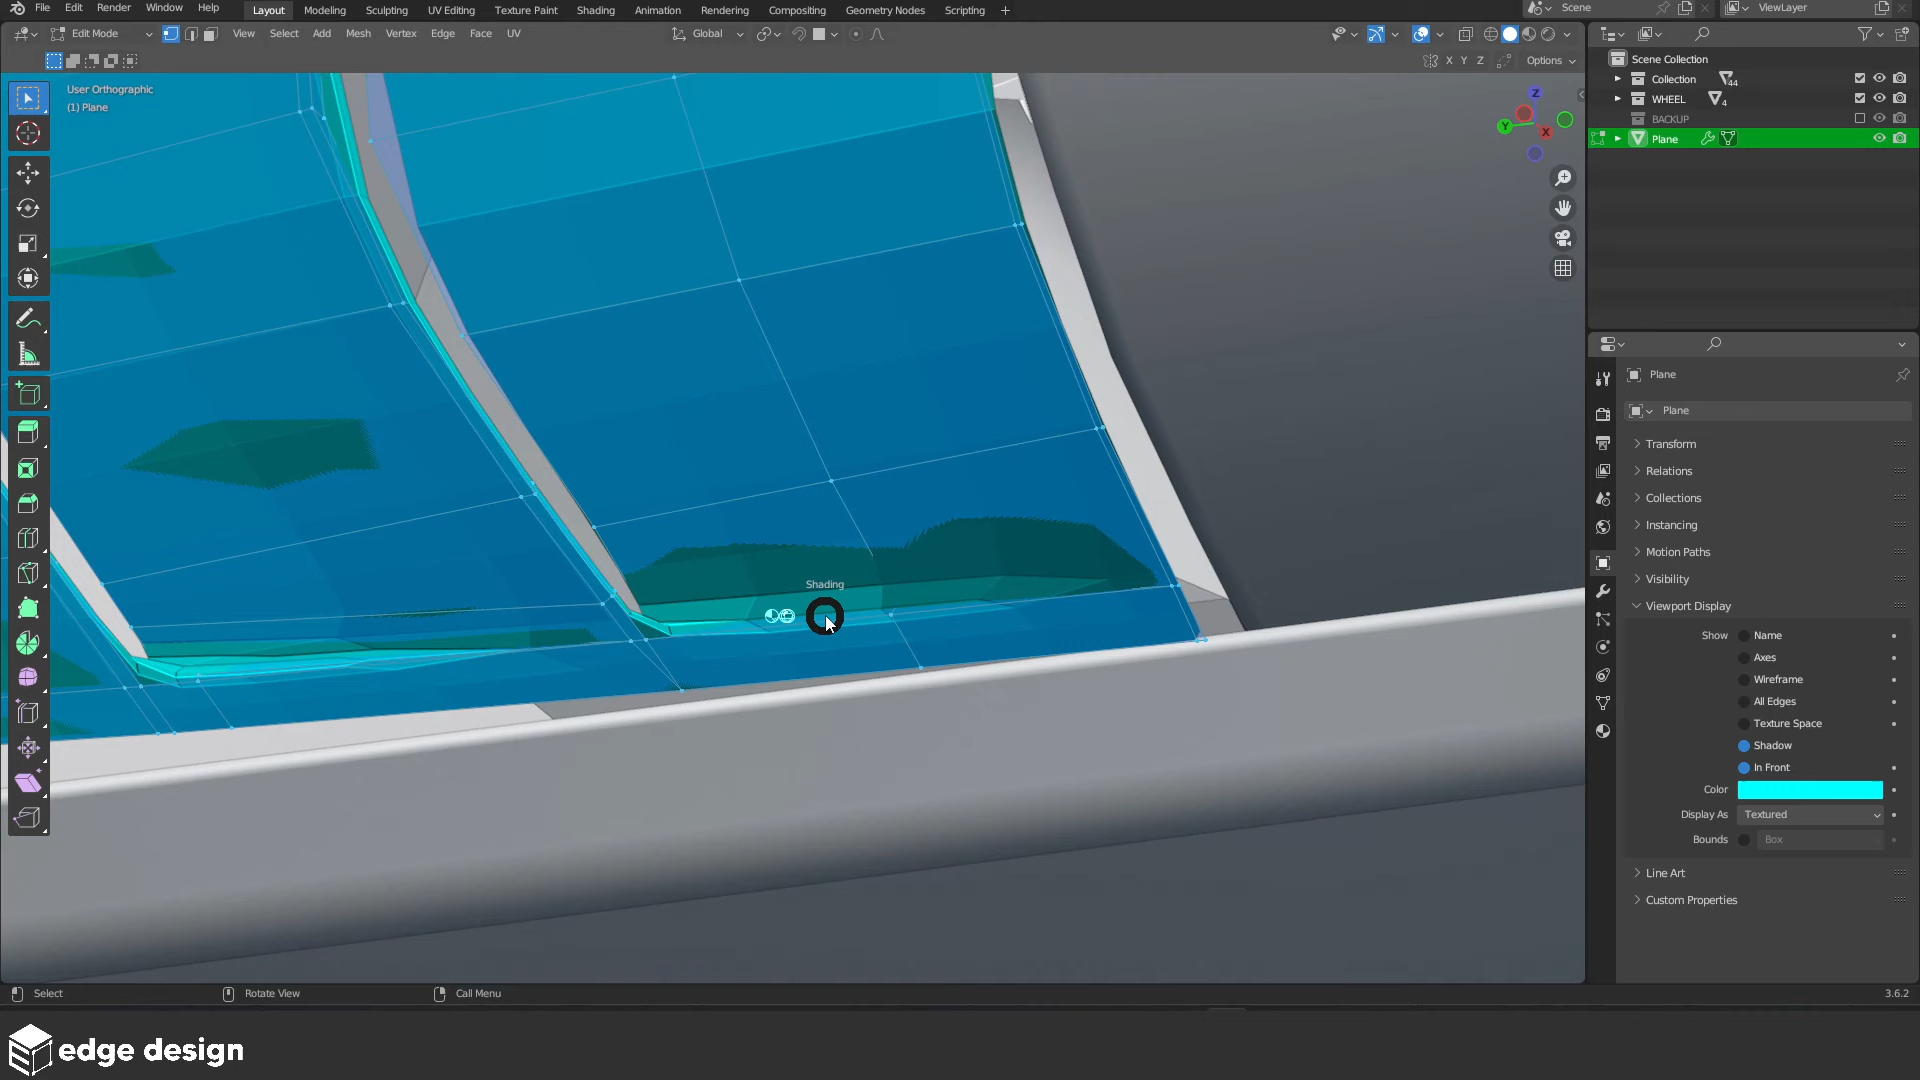 File Edit Render Window Help Layout Modeling Sculpting UV Editing Texture Paint Shading Animation Rendering Compositing Geometry Nodes Scripting + Scene ViewLayer
Edit Mode View Select Add Mesh Vertex Edge Face UV Global
X Y Z Options
User Orthographic
(1) Plane
Z
Y X
Shading
Scene Collection
Collection 44
WHEEL 4
BACKUP
Plane
Plane
Plane
Transform
Relations
Collections
Instancing
Motion Paths
Visibility
Viewport Display
Show Name
Axes
Wireframe
All Edges
Texture Space
Shadow
In Front
Color
Display As Textured
Bounds Box
Line Art
Custom Properties
Select Rotate View Call Menu 3.6.2
edge design